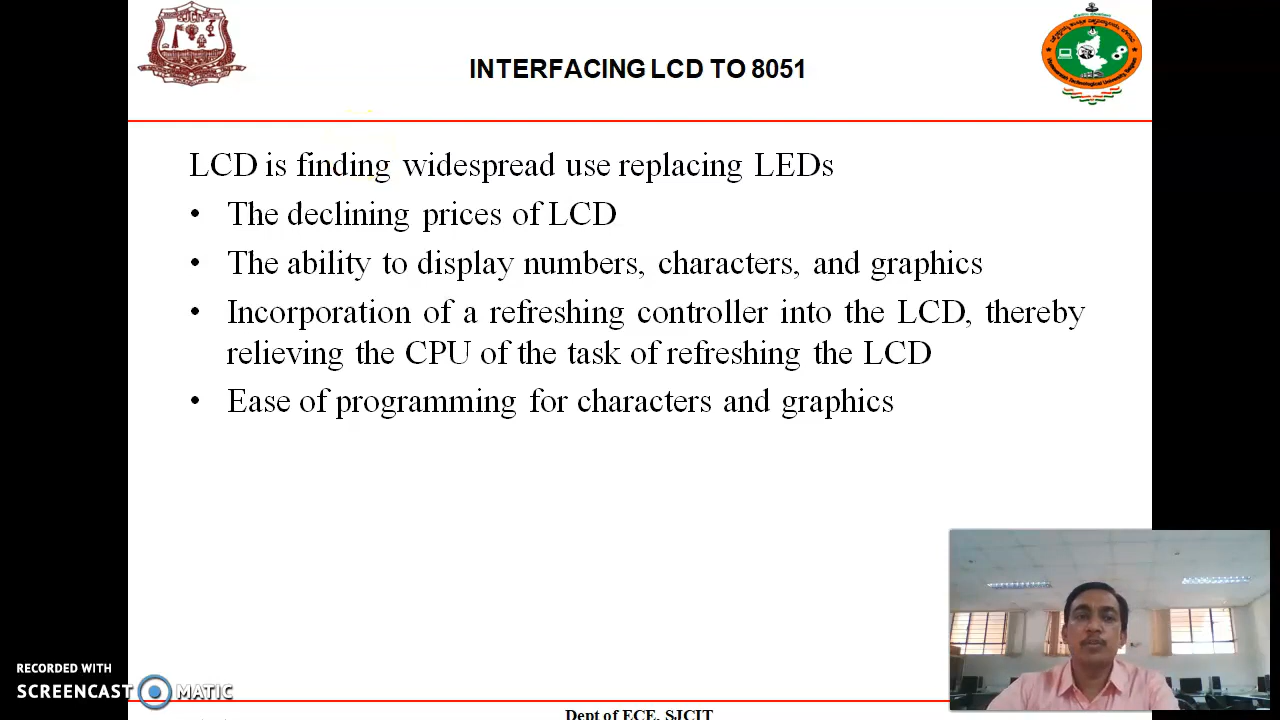 SJCIT
INTERFACING LCD TO 8051
LCD is finding widespread use replacing LEDs
• The declining prices of LCD
• The ability to display numbers, characters, and graphics
• Incorporation of a refreshing controller into the LCD, thereby
relieving the CPU of the task of refreshing the LCD
• Ease of programming for characters and graphics
RECORDED WITH
SCREENCAST MATIC
Dept of ECE, SJCIT